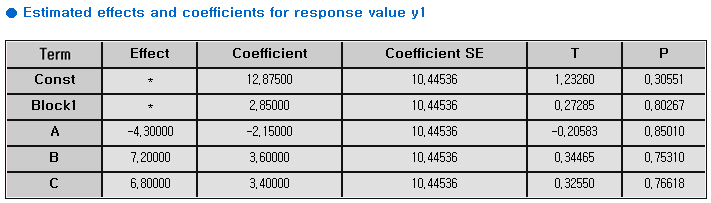 ● Estimated effects and coefficients for response value y1
Term Effect Coefficient Coefficient SE T P
Const * 12,87500 10,44536 1,23260 0,30551
Block1 * 2,85000 10,44536 0,27285 0,80267
A -4,30000 -2,15000 10,44536 -0,20583 0,85010
B 7,20000 3,60000 10,44536 0,34465 0,75310
C 6,80000 3,40000 10,44536 0,32550 0,76618